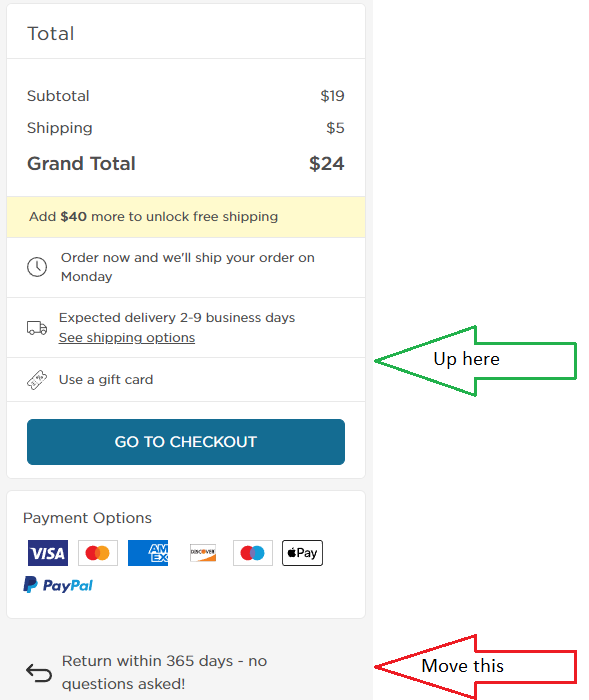 Total
Subtotal $19
Shipping $5
Grand Total $24
Add $40 more to unlock free shipping
Order now and we'll ship your order on
Monday
Expected delivery 2-9 business days
See shipping options
Up here
Use a gift card
GO TO CHECKOUT
Payment Options
VISA AM EX DISCOVER Pay
PayPal
Return within 365 days - no
questions asked!
Move this